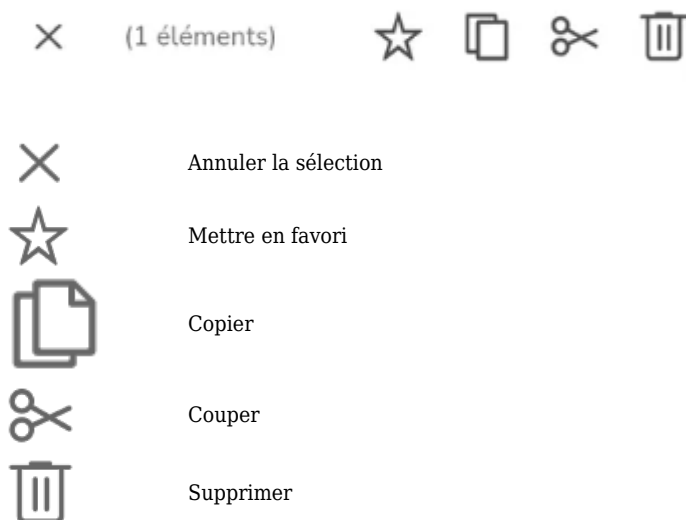 (1 éléments)
Annuler la sélection
Mettre en favori
Copier
Couper
Supprimer